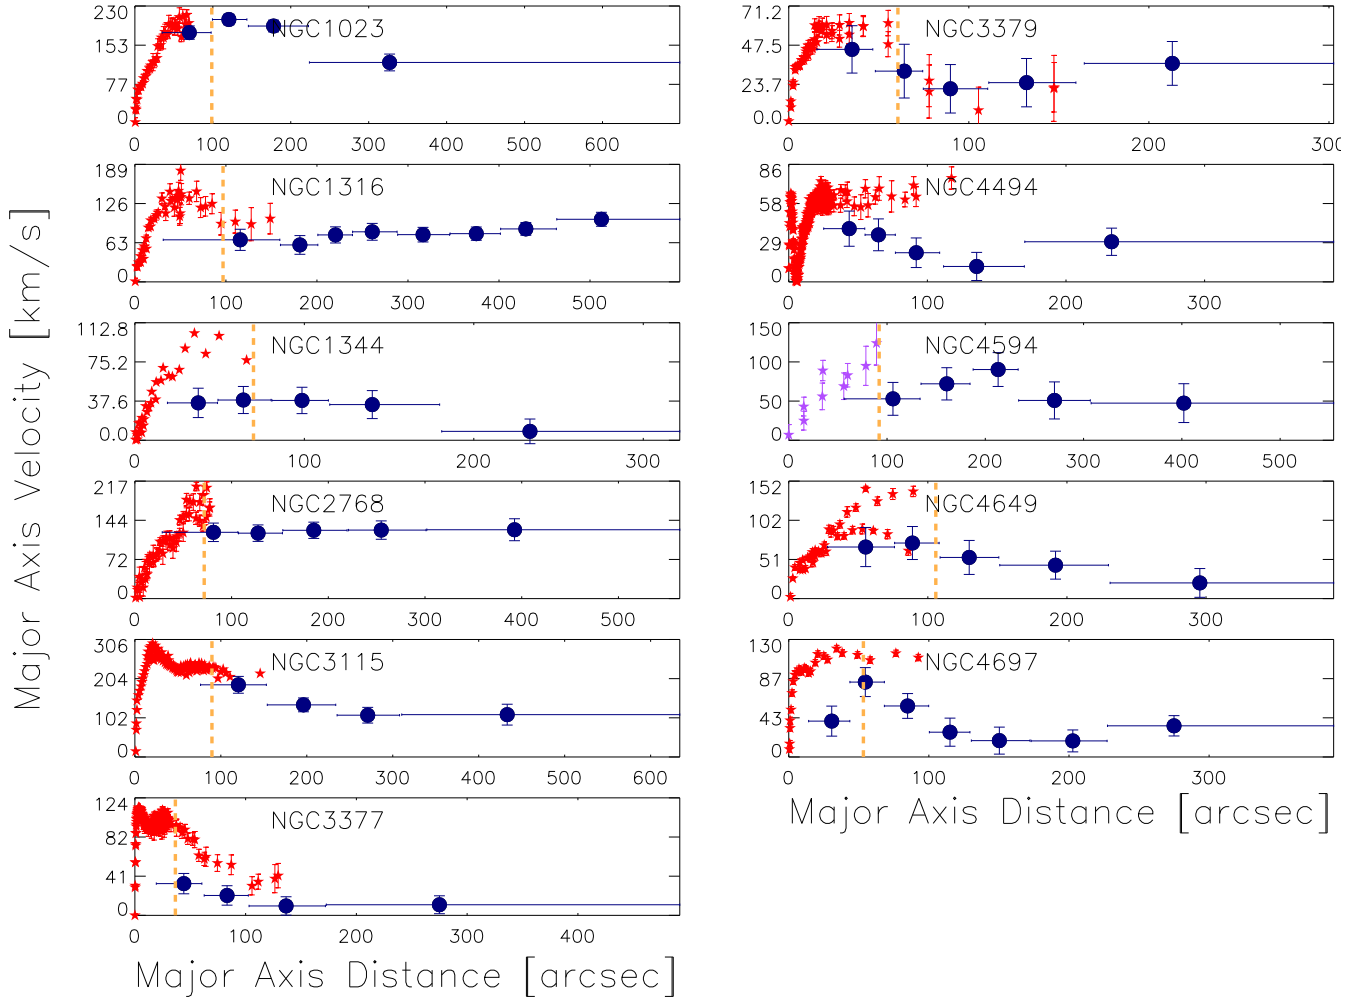 Major Axis Velocity [km/s]
230
153
77
0
NGC1023
0 100 200 300 400 500 600
189
126
63
0
NGC1316
0 100 200 300 400 500
112.8
75.2
37.6
0.0
NGC1344
0 100 200 300
217
144
72
0
NGC2768
0 100 200 300 400 500
306
204
102
0
NGC3115
0 100 200 300 400 500 600
124
82
41
0
NGC3377
0 100 200 300 400
Major Axis Distance [arcsec]
71.2
47.5
23.7
0.0
NGC3379
0 100 200 300
86
58
29
0
NGC4494
0 100 200 300
150
100
50
0
NGC4594
0 100 200 300 400 500
152
102
51
0
NGC4649
0 100 200 300
130
87
43
0
NGC4697
0 100 200 300
Major Axis Distance [arcsec]